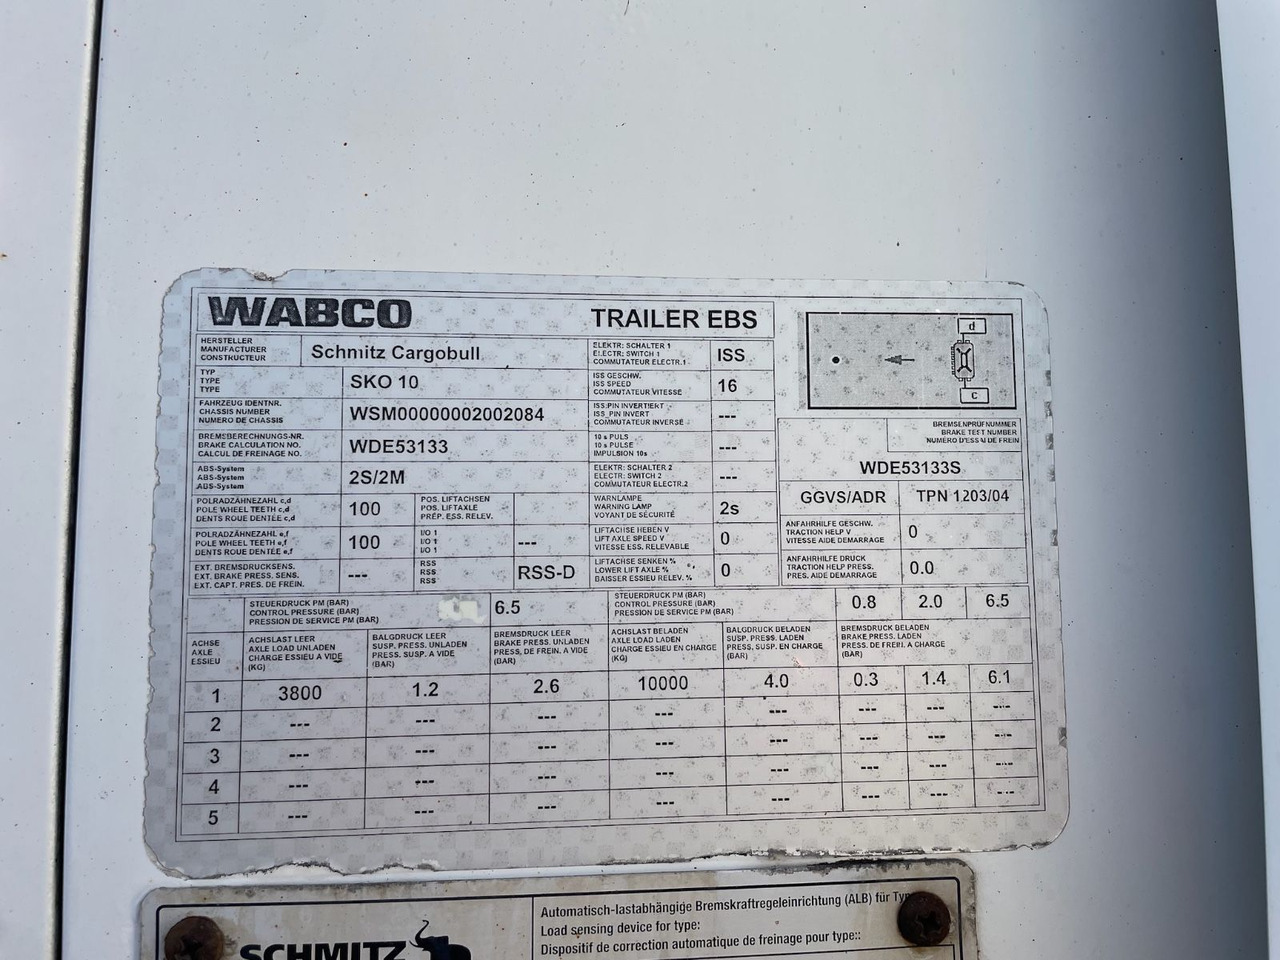 WABCO
TRAILER EBS
d
c
HERSTELLER
MANUFACTURER
CONSTRUCTEUR
Schmitz Cargobull
ELEKTR: SCHALTER 1
ELECTR: SWITCH 1
COMMUTATEUR ELECTR.1
ISS
TYP
TYPE
TYPE
SKO 10
ISS GESCHW.
ISS SPEED
COMMUTATEUR VITESSE
16
FAHRZEUG IDENTNR.
CHASSIS NUMBER
NUMERO DE CHASSIS
WSM00000002002084
ISS PIN INVERTIERT
ISS PIN INVERT
COMMUTATEUR INVERSE
---
BREMSENPRÜFNUMMER
BRAKE TEST NUMBER
NUMÉRO D'ESS'N DE FREIN
BREMSBERECHNUNGS-NR.
BRAKE CALCULATION NO.
CALCUL DE FREINAGE NO.
WDE53133
10 s PULS
10 s PULSE
IMPULSION 10s
---
WDE53133S
ABS-System
ABS-System
ABS-System
2S/2M
ELEKTR: SCHALTER 2
ELECTR: SWITCH 2
COMMUTATEUR ELECTR.2
---
GGVS/ADR
TPN 1203/04
POLRADZÄHNEZAHL c,d
POLE WHEEL TEETH c,d
DENTS ROUE DENTÉE c,d
100
POS. LIFTACHSEN
POS. LIFTAXLE
PRÉP. ESS. RELEV.
WARNLAMPE
WARNING LAMP
VOYANT DE SÉCURITÉ
2s
ANFAHRHILFE GESCHW.
TRACTION HELP V
VITESSE AIDE DEMARRAGE
0
POLRADZÄHNEZAHL e,f
POLE WHEEL TEETH e,f
DENTS ROUE DENTÉE e,f
100
I/O 1
I/O 1
I/O 1
---
LIFTACHSE HEBEN V
LIFT AXLE SPEED V
VITESSE ESS. RELEVABLE
0
ANFAHRHILFE DRUCK
TRACTION HELP PRESS.
PRES. AIDE DEMARRAGE
0.0
EXT. BREMSDRUCKSENS.
EXT. BRAKE PRESS. SENS.
EXT. CAPT. PRES. DE FREIN.
---
RSS
RSS
RSS
RSS-D
LIFTACHSE SENKEN %
LOWER LIFT AXLE %
BAISSER ESSIEU RELEV. %
0
STEUERDRUCK PM (BAR)
CONTROL PRESSURE (BAR)
PRESSION DE SERVICE PM (BAR)
6.5
STEUERDRUCK PM (BAR)
CONTROL PRESSURE (BAR)
PRESSION DE SERVICE PM (BAR)
0.8 2.0 6.5
ACHSE
AXLE
ESSIEU
ACHSLAST LEER
AXLE LOAD UNLADEN
CHARGE ESSIEU A VIDE
(KG)
BALGDRUCK LEER
SUSP. PRESS. UNLADEN
PRESS. SUSP. A VIDE
(BAR)
BREMSDRUCK LEER
BRAKE PRESS. UNLADEN
PRESS, DE FREIN. A VIDE
(BAR)
ACHSLAST BELADEN
AXLE LOAD LADEN
CHARGE ESSIEU EN CHARGE
(KG)
BALGDRUCK BELADEN
SUSP. PRESS. LADEN
PRESS, SUSP. EN CHARGE
(BAR)
BREMSDRUCK BELADEN
BRAKE PRESS. LADEN
PRESS. DE FREIN. A CHARGE
(BAR)
1 3800 1.2 2.6 10000 4.0 0.3 1.4 6.1
2 --- --- --- --- --- --- --- ---
3 --- --- --- --- --- --- --- ---
4 --- --- --- --- --- --- --- ---
5 --- --- --- --- --- --- --- ---
SCHMITZ
Automatisch-lastabhängige Bremskraftregeleinrichtung (ALB) für Typ
Load sensing device for type:
Dispositif de correction automatique de freinage pour type::